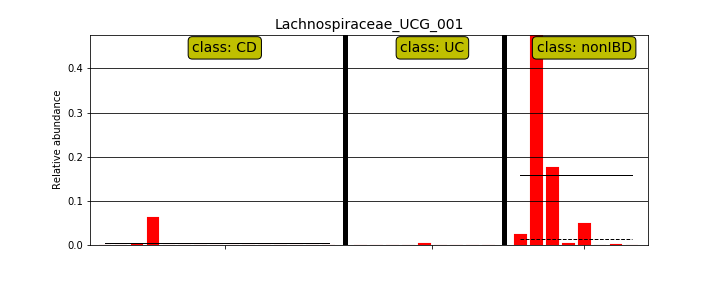 Lachnospiraceae_UCG_001
class: CD
class: UC
class: nonIBD
Relative abundance
0.4
0.3
0.2
0.1
0.0